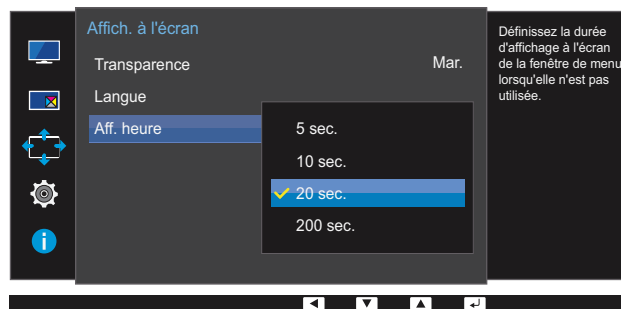 Affich. à l'écran
Transparence Mar.
Langue
Aff. heure
5 sec.
10 sec.
20 sec.
200 sec.
Définissez la durée
d'affichage à l'écran
de la fenêtre de menu
lorsqu'elle n'est pas
utilisée.